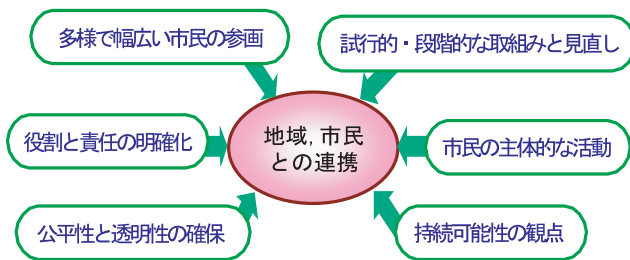 多様で幅広い市民の参画
試行的・段階的な取組みと見直し
役割と責任の明確化
地域,市民
との連携
市民の主体的な活動
公平性と透明性の確保
持続可能性の観点